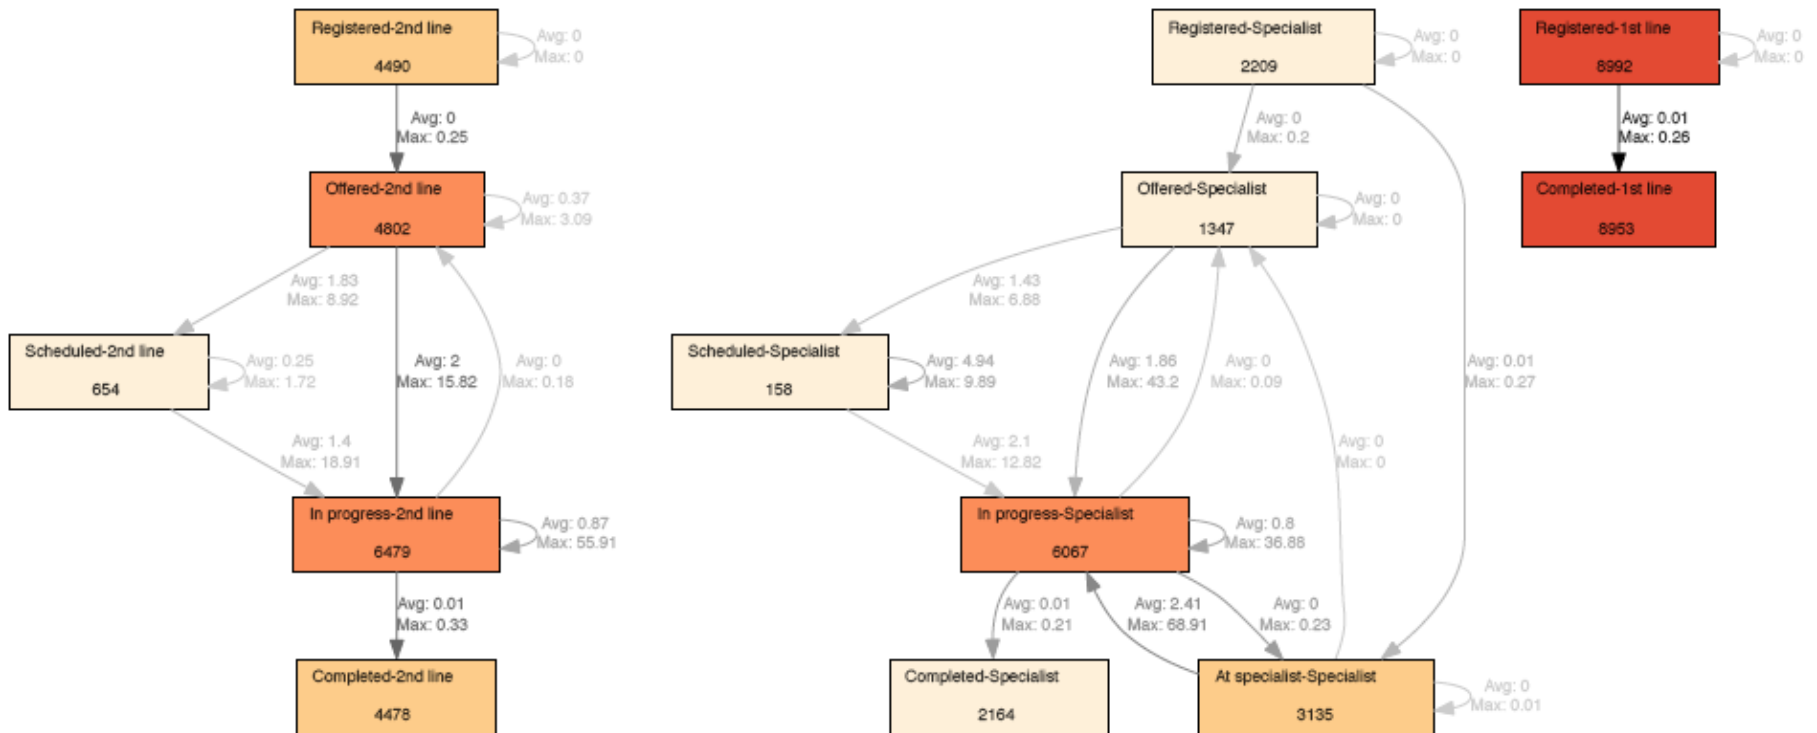 Registered-2nd line
4490
Avg: 0
Max: 0
Avg: 0
Max: 0.25
Offered-2nd line
4802
Avg: 0.37
Max: 3.09
Avg: 1.83
Max: 8.92
Scheduled-2nd line
654
Avg: 0.25
Max: 1.72
Avg: 2
Max: 15.82
Avg: 0
Max: 0.18
Avg: 1.4
Max: 18.91
In progress-2nd line
6479
Avg: 0.87
Max: 55.91
Avg: 0.01
Max: 0.33
Completed-2nd line
4478
Registered-Specialist
2209
Avg: 0
Max: 0
Avg: 0
Max: 0.2
Offered-Specialist
1347
Avg: 0
Max: 0
Avg: 1.43
Max: 6.88
Scheduled-Specialist
158
Avg: 4.94
Max: 9.89
Avg: 1.86
Max: 43.2
Avg: 0
Max: 0.09
Avg: 0.01
Max: 0.27
Avg: 2.1
Max: 12.82
Avg: 0
Max: 0
In progress-Specialist
6067
Avg: 0.8
Max: 36.88
Avg: 0.01
Max: 0.21
Avg: 2.41
Max: 68.91
Avg: 0
Max: 0.23
Completed-Specialist
2164
At specialist-Specialist
3135
Avg: 0
Max: 0.01
Registered-1st line
8992
Avg: 0
Max: 0
Avg: 0.01
Max: 0.26
Completed-1st line
8953